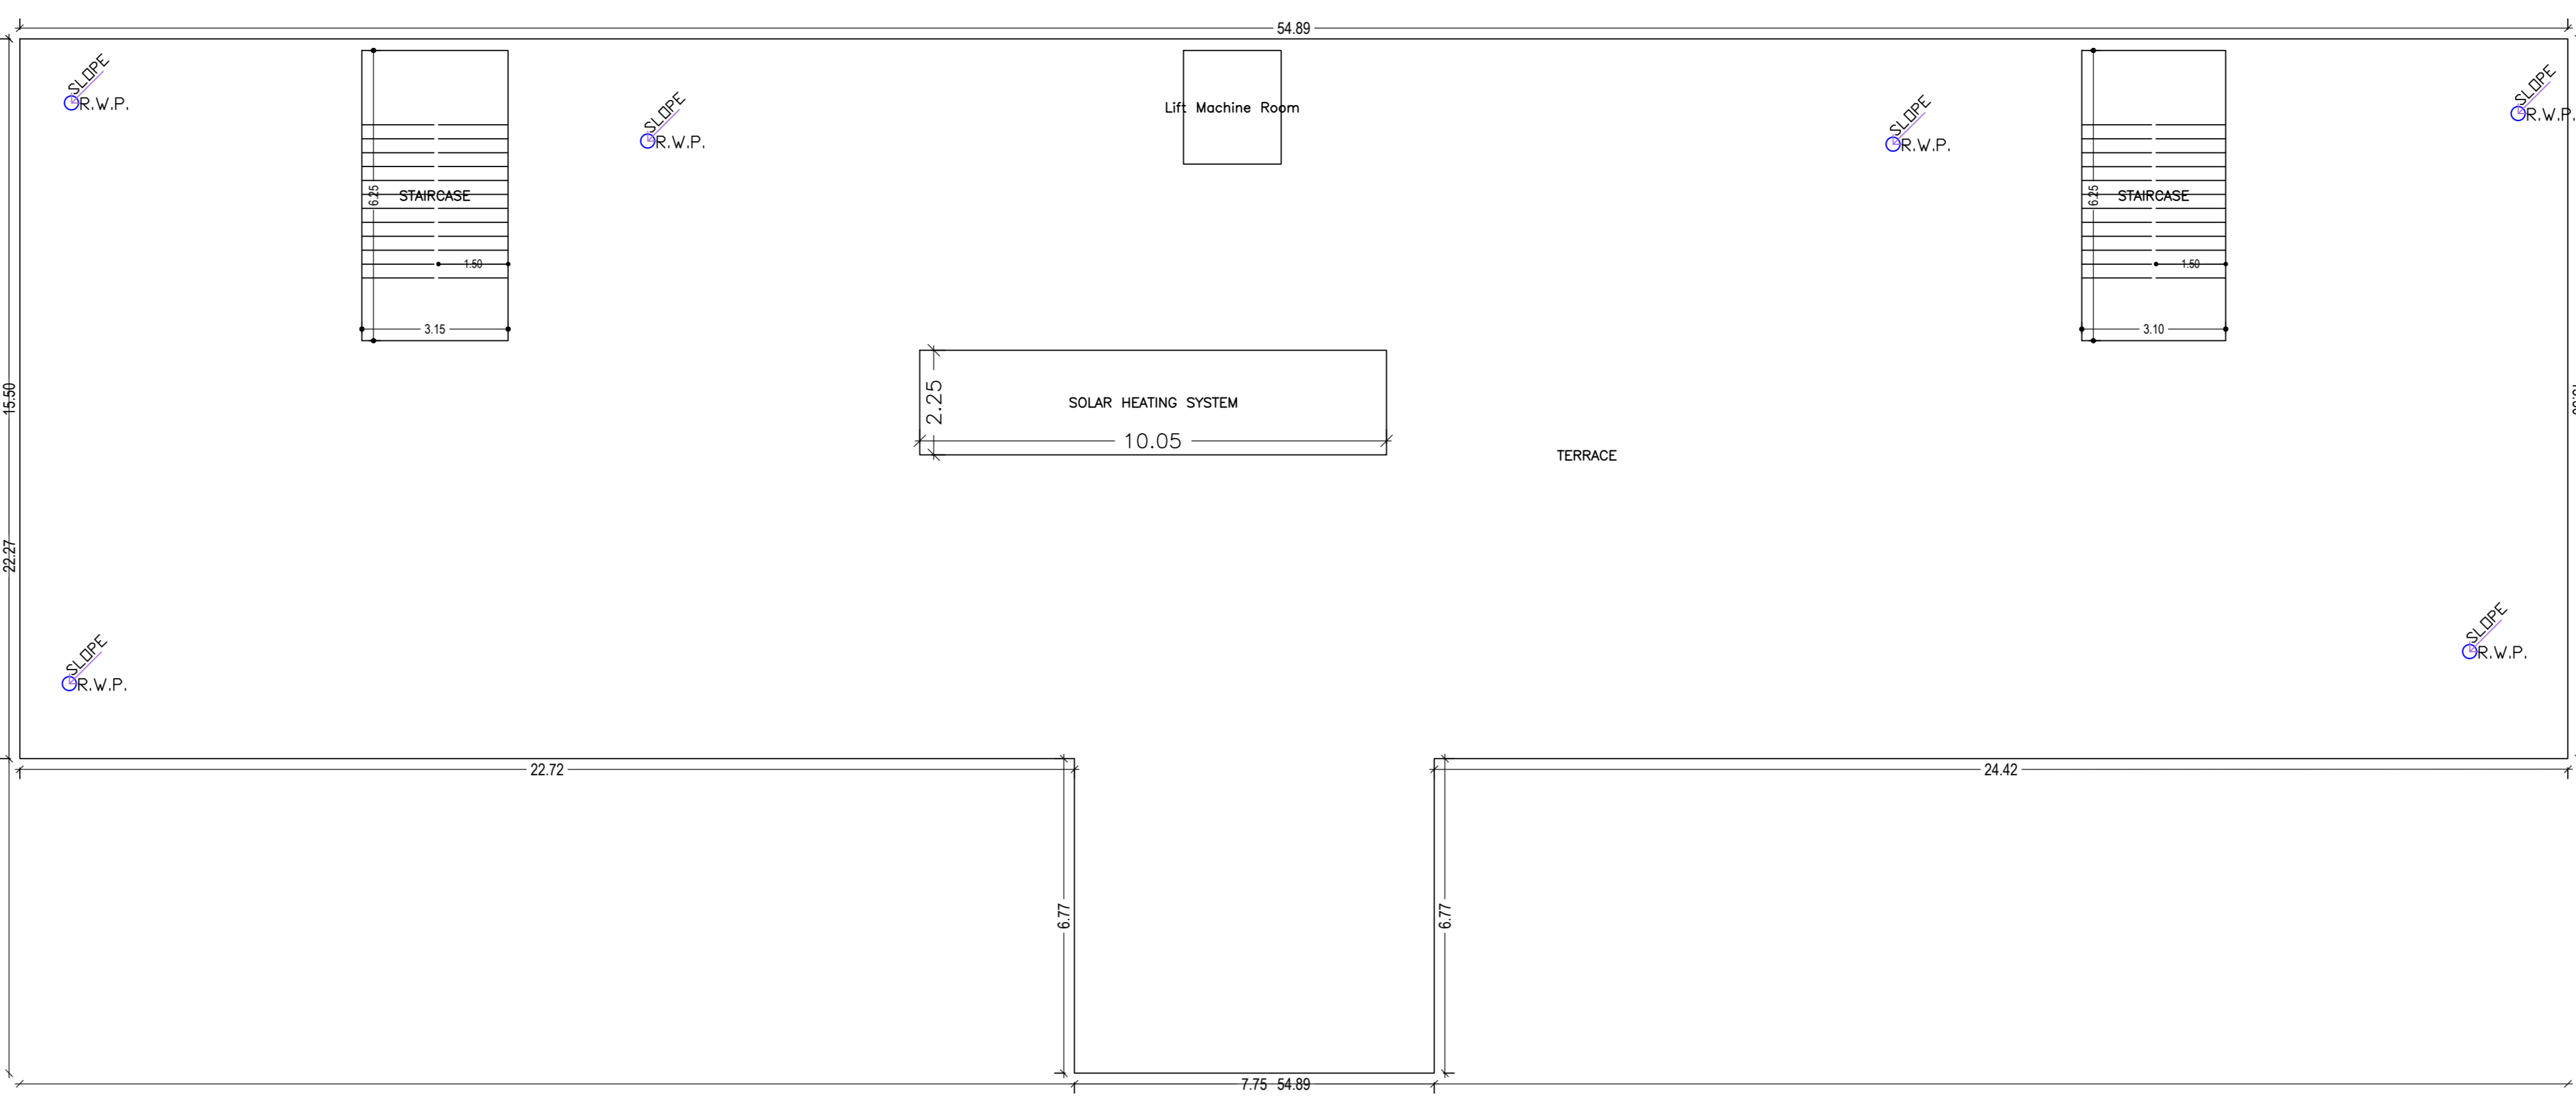 54.89
SLOPE
R.W.P.
SLOPE
R.W.P.
Lift Machine Room
SLOPE
R.W.P.
SLOPE
R.W.P.
6.25
STAIRCASE
1.50
3.15
6.25
STAIRCASE
1.50
3.10
15.50
2.25
SOLAR HEATING SYSTEM
10.05
TERRACE
22.27
SLOPE
R.W.P.
SLOPE
R.W.P.
22.72
24.42
6.77
6.77
7.75 54.89